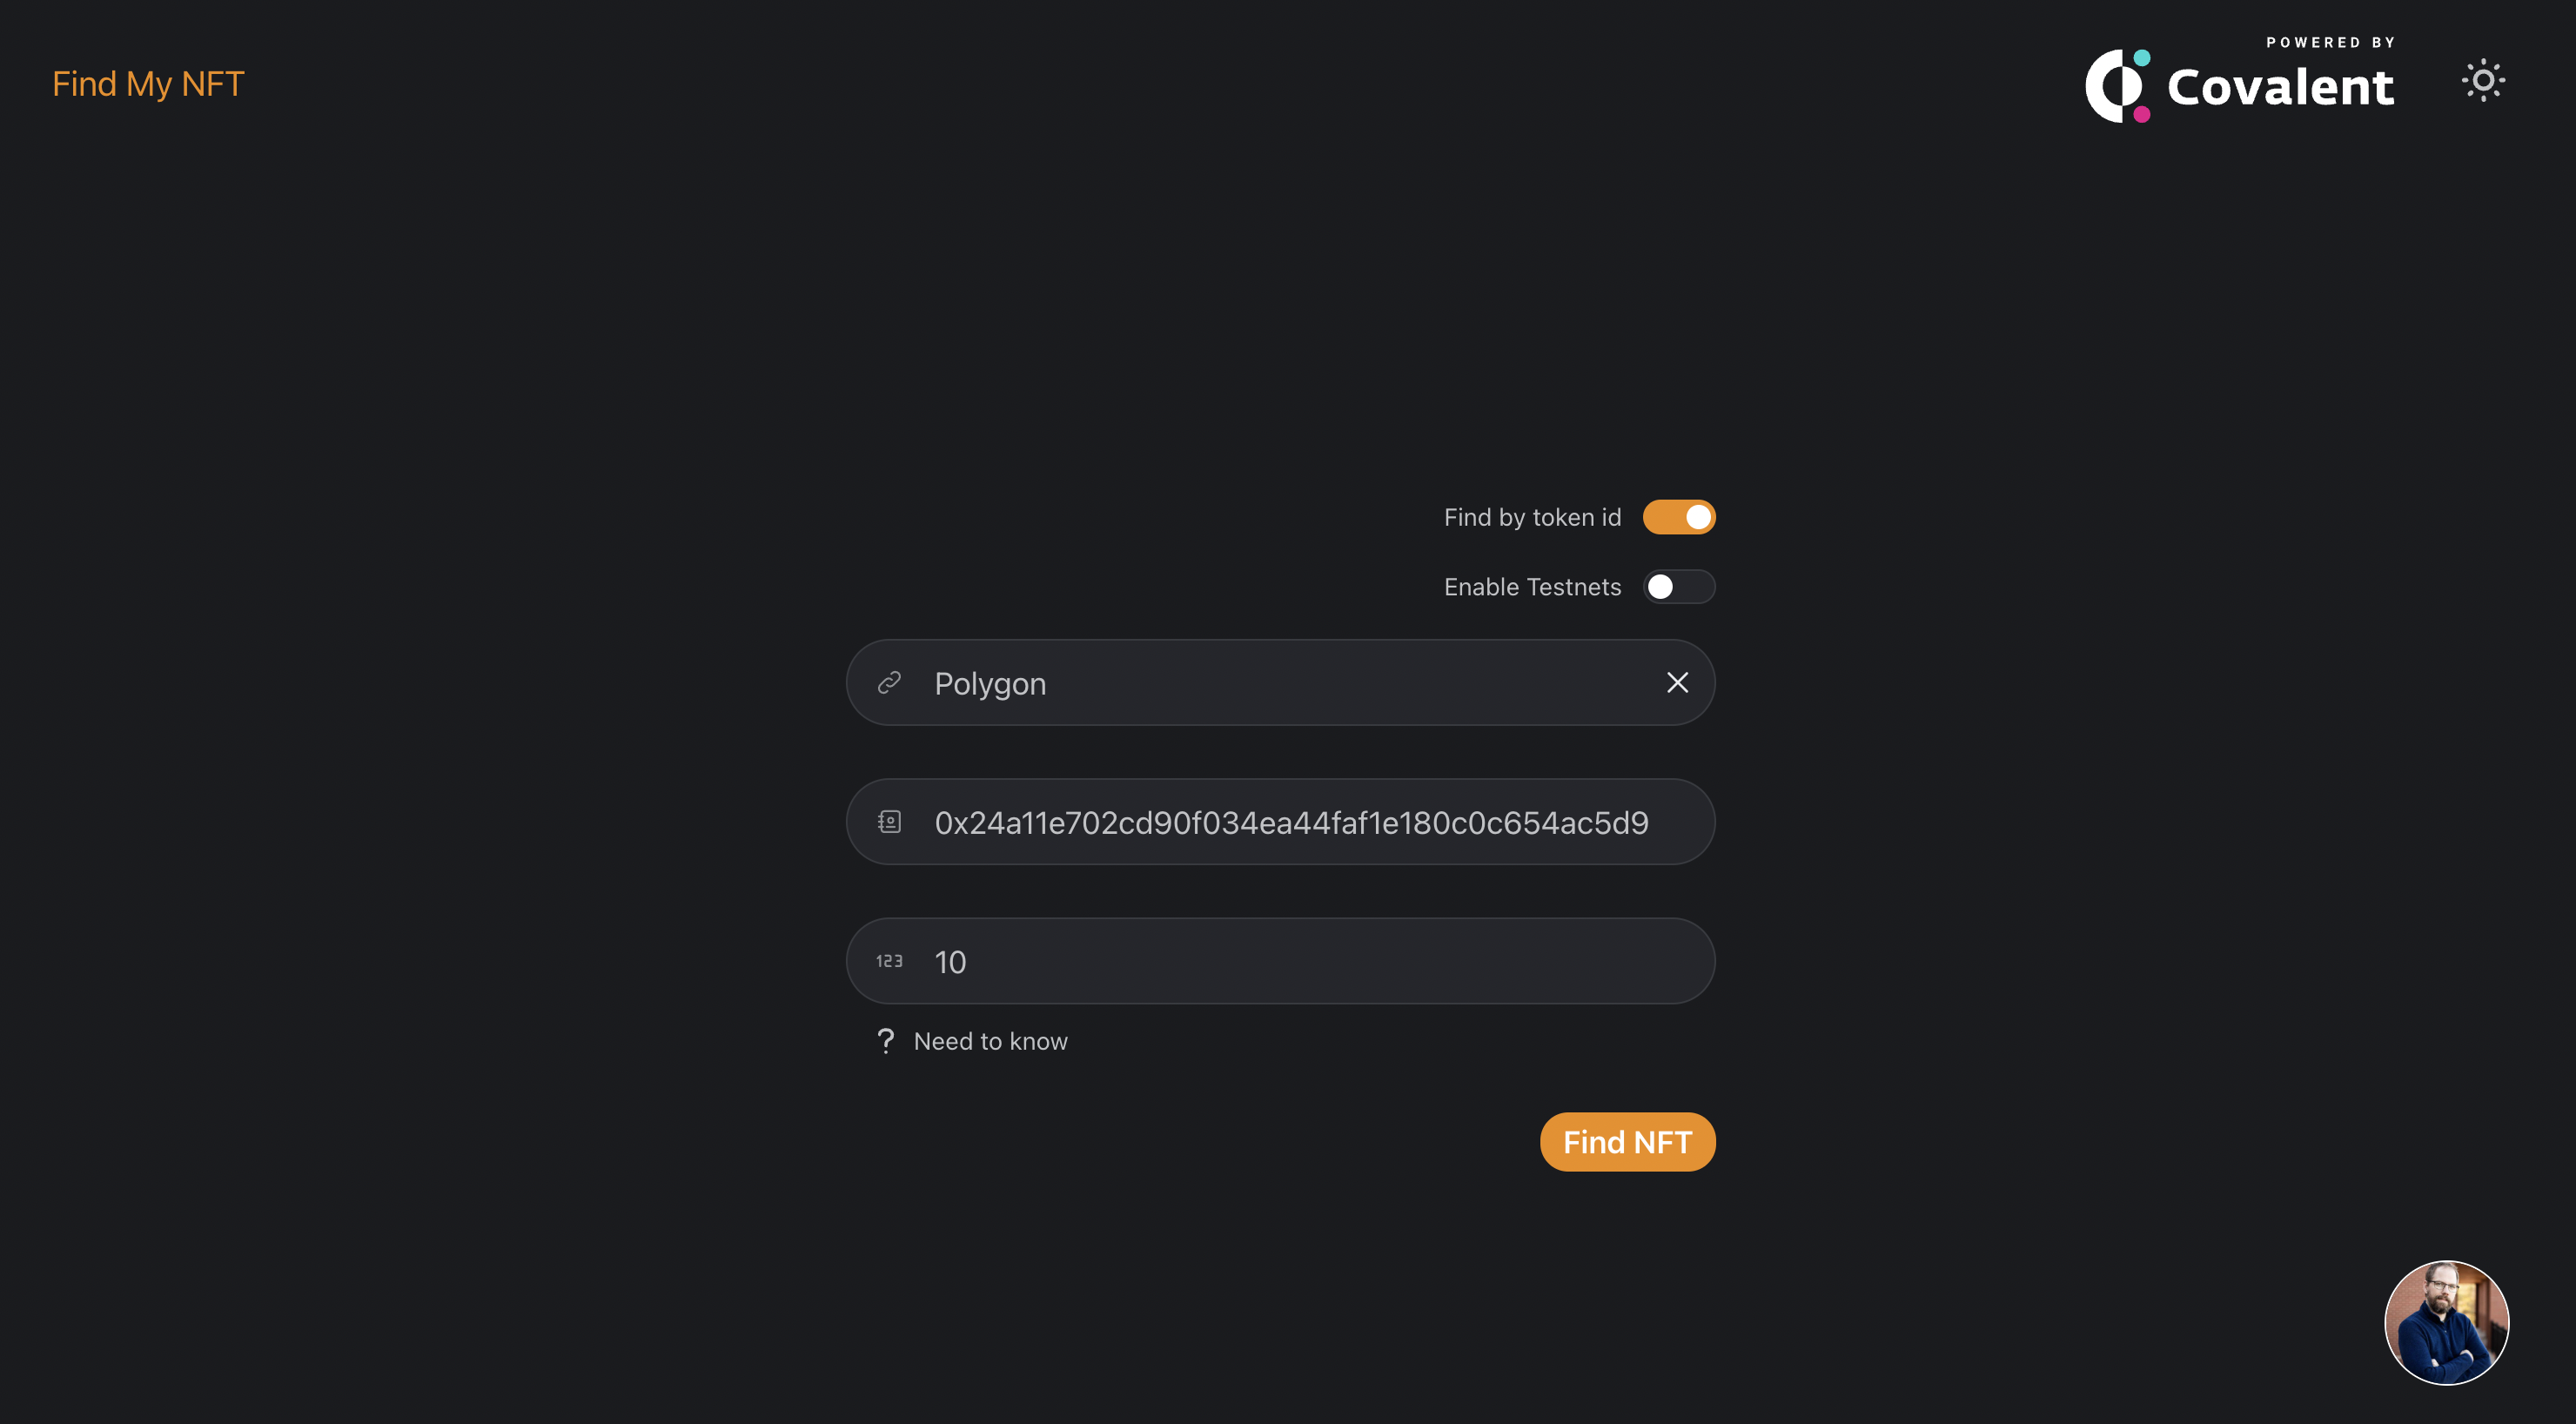 Find My NFT
POWERED BY
Covalent
Find by token id
Enable Testnets
Polygon
0x24a11e702cd90f034ea44faf1e180c0c654ac5d9
123
10
? Need to know
Find NFT